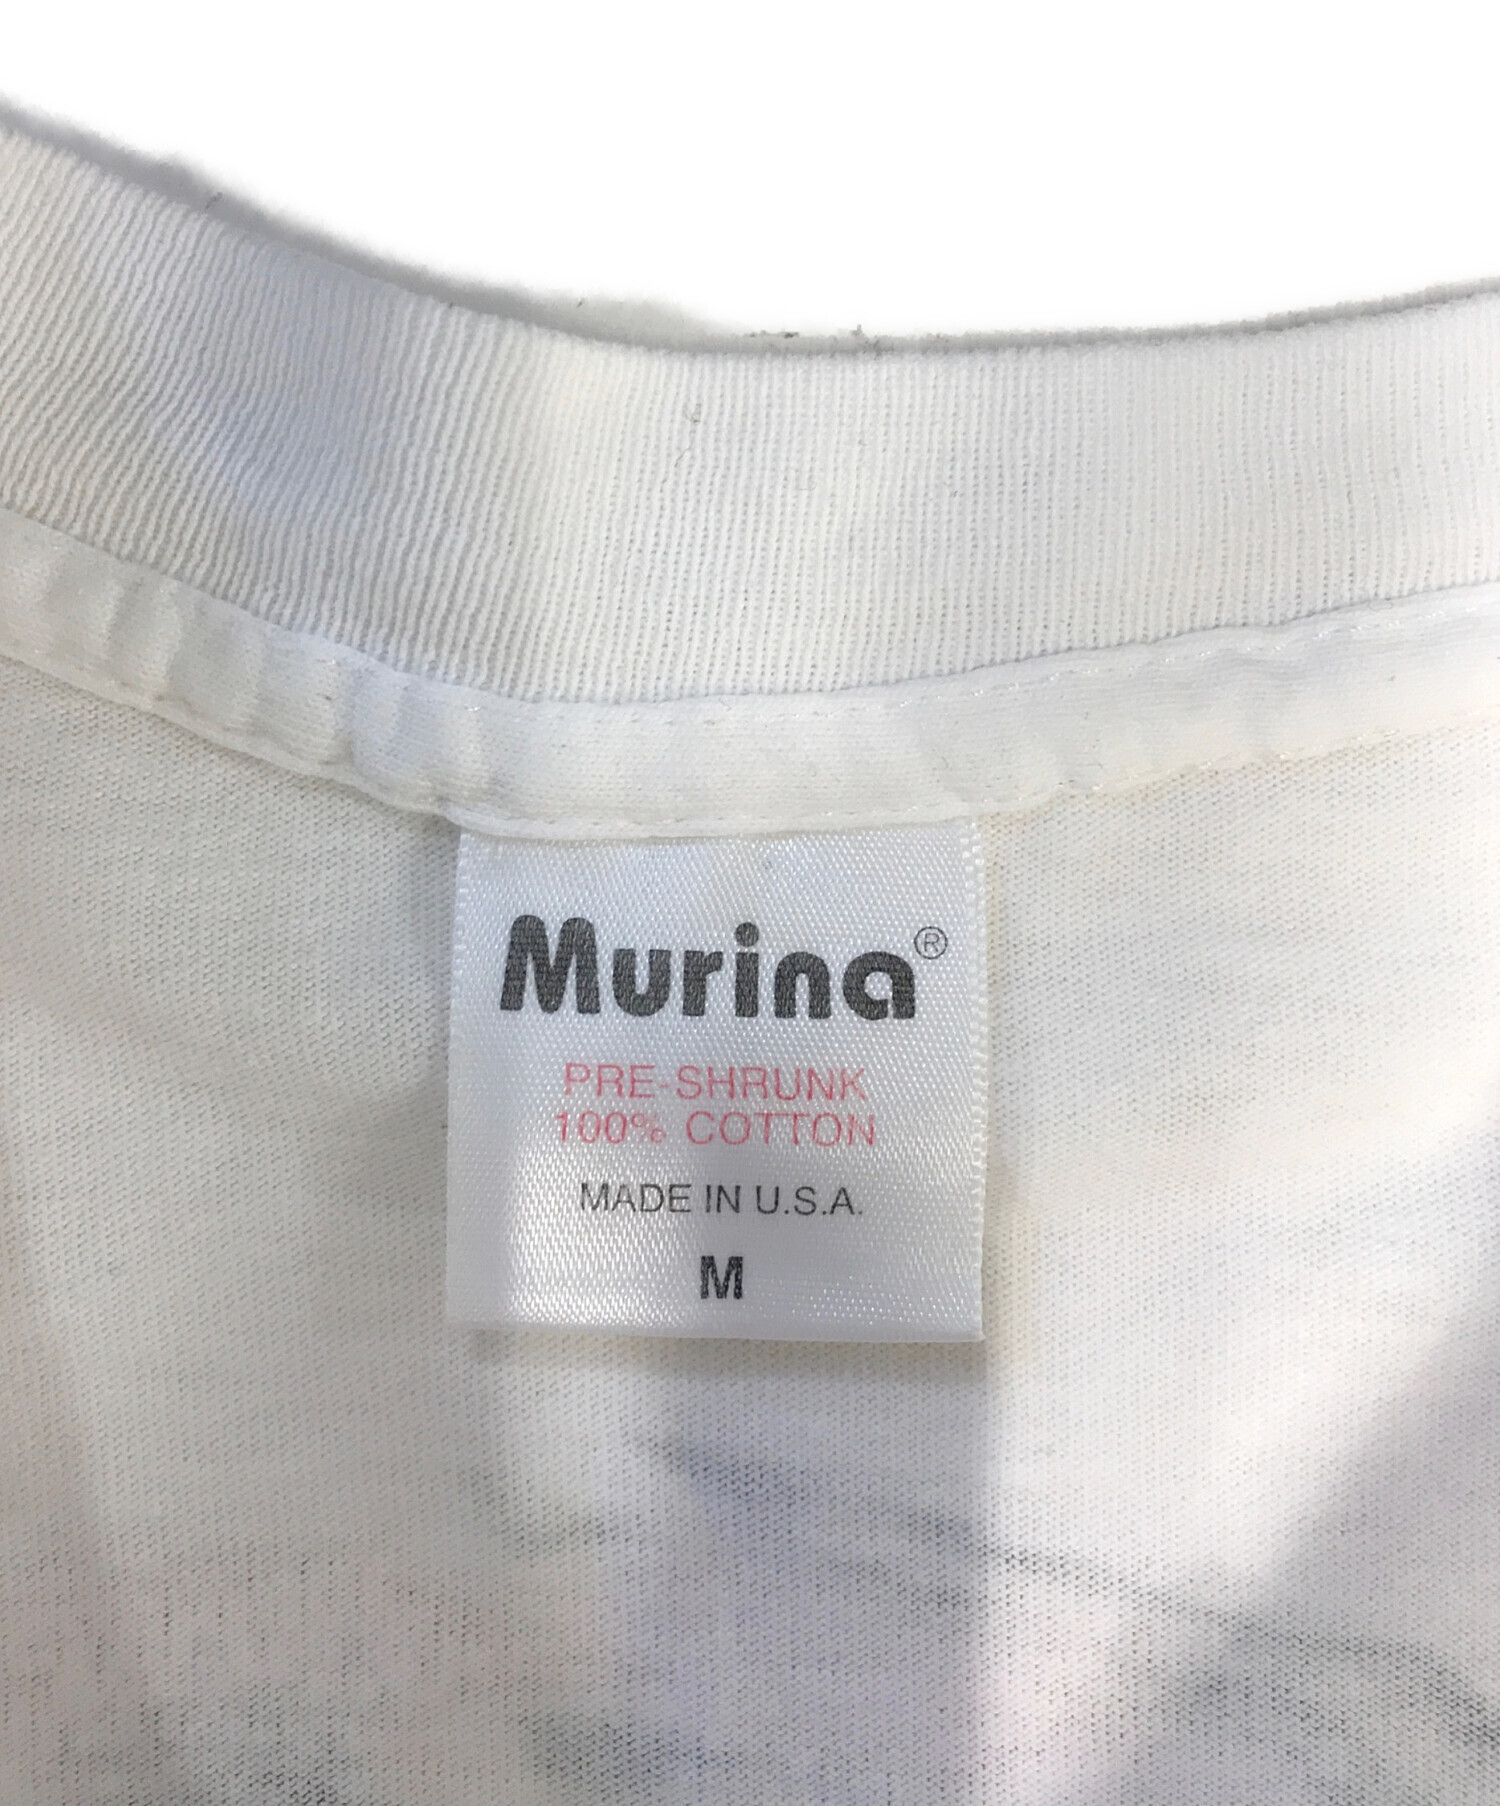 Murina®
PRE-SHRUNK
100% COTTON
MADE IN U.S.A.
M